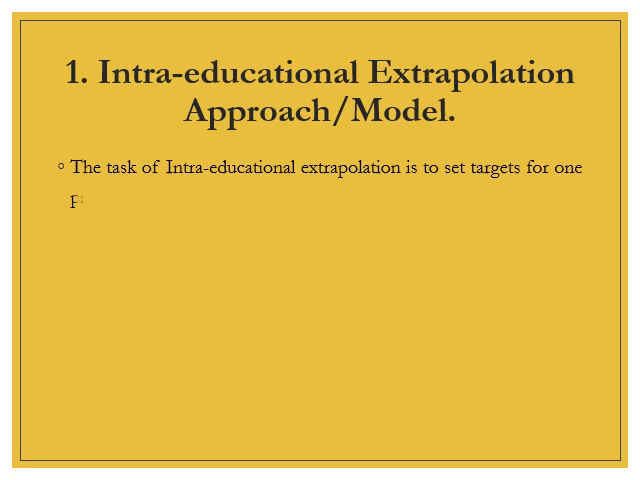 1. Intra-educational Extrapolation
Approach/Model.
◦ The task of Intra-educational extrapolation is to set targets for one